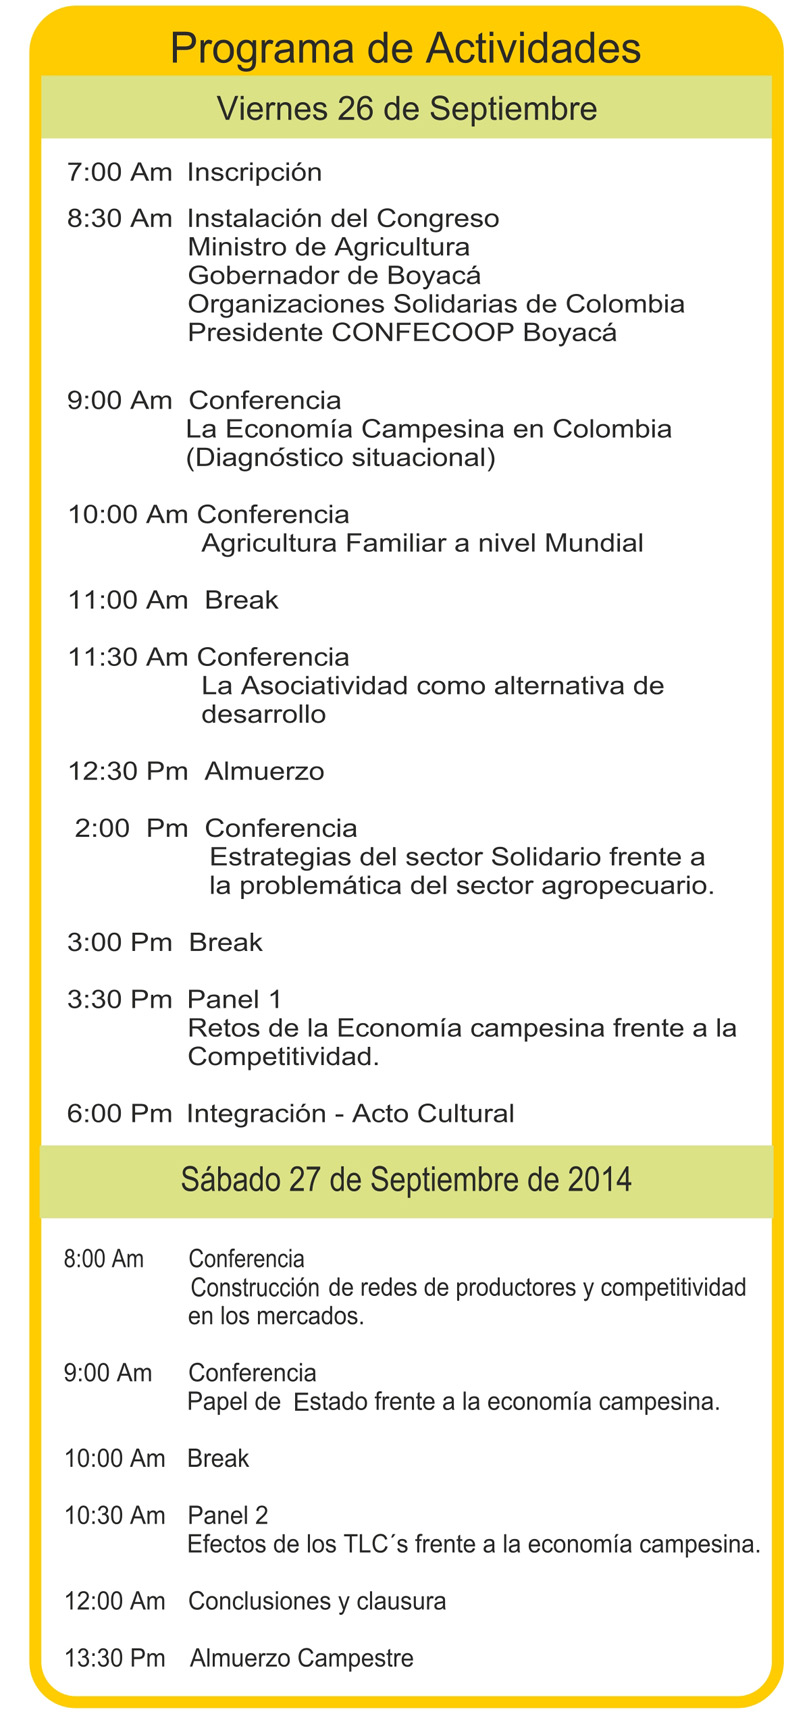 Programa de Actividades
Viernes 26 de Septiembre
7:00 Am Inscripción
8:30 Am Instalación del Congreso
Ministro de Agricultura
Gobernador de Boyacá
Organizaciones Solidarias de Colombia
Presidente CONFECOOP Boyacá
9:00 Am Conferencia
La Economía Campesina en Colombia
(Diagnóstico situacional)
10:00 Am Conferencia
Agricultura Familiar a nivel Mundial
11:00 Am Break
11:30 Am Conferencia
La Asociatividad como alternativa de
desarrollo
12:30 Pm Almuerzo
2:00 Pm Conferencia
Estrategias del sector Solidario frente a
la problemática del sector agropecuario.
3:00 Pm Break
3:30 Pm Panel 1
Retos de la Economía campesina frente a la
Competitividad.
6:00 Pm Integración - Acto Cultural
Sábado 27 de Septiembre de 2014
8:00 Am Conferencia
Construcción de redes de productores y competitividad
en los mercados.
9:00 Am Conferencia
Papel de Estado frente a la economía campesina.
10:00 Am Break
10:30 Am Panel 2
Efectos de los TLC´s frente a la economía campesina.
12:00 Am Conclusiones y clausura
13:30 Pm Almuerzo Campestre